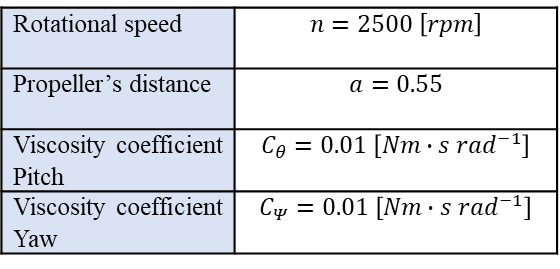 Rotational speed
n = 2500 [rpm]
Propeller’s distance
a = 0.55
Viscosity coefficient
Pitch
C_θ = 0.01 [Nm · s rad⁻¹]
Viscosity coefficient
Yaw
C_Ψ = 0.01 [Nm · s rad⁻¹]